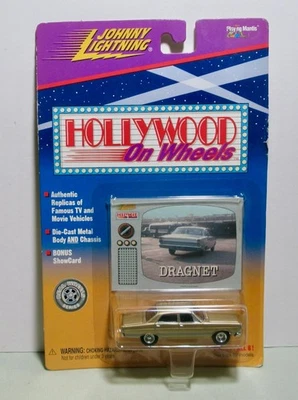 JOHNNY
LIGHTNING
Playing Mantis
HOLLYWOOD
On Wheels
Authentic
Replicas of
Famous TV and
Movie Vehicles
Die-Cast Metal
Body AND Chassis
BONUS
ShowCard
DRAGNET
WARNING: